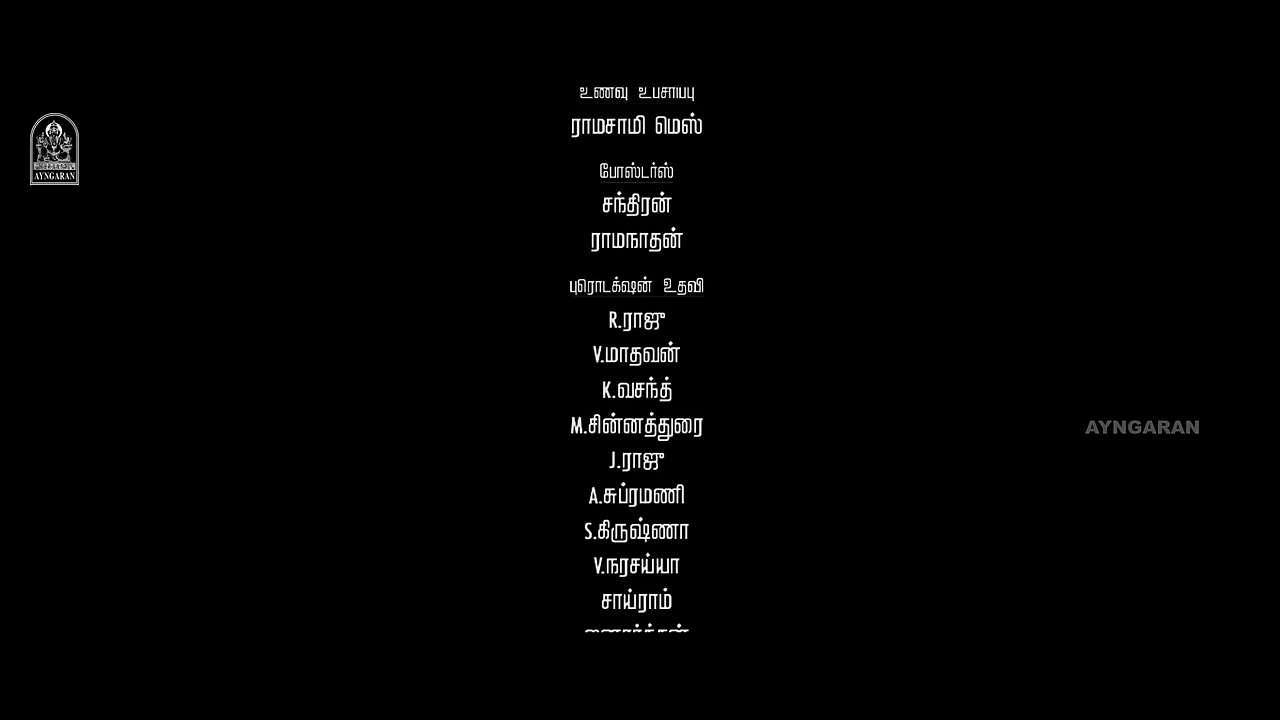 உணவு உபசரிப்பு
ராமசாமி மெஸ்
போஸ்டர்ஸ்
சந்திரன்
ராமநாதன்
புரொடக்‌ஷன் உதவி
R.ராஜு
V.மாதவன்
K.வசந்த்
M.சின்னத்துரை
J.ராஜு
A.சுப்ரமணி
S.கிருஷ்ணா
V.நரசய்யா
சாய்ராம்
AYNGARAN
AYNGARAN